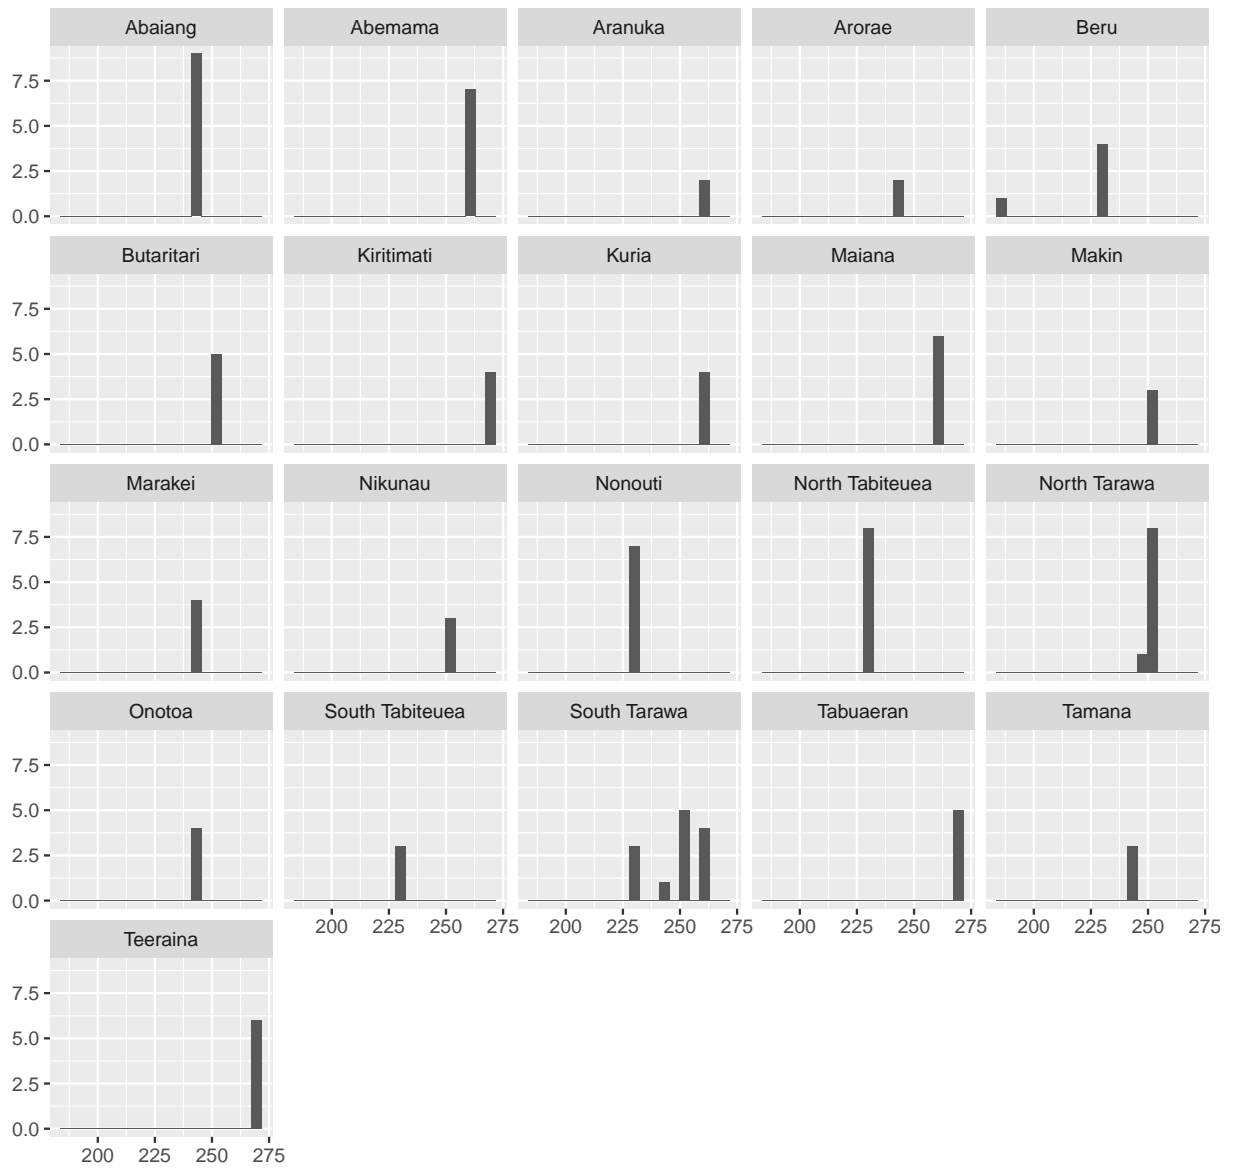 Abaiang Abemama Aranuka Arorae Beru
7.5
5.0
2.5
0.0
Butaritari Kiritimati Kuria Maiana Makin
7.5
5.0
2.5
0.0
Marakei Nikunau Nonouti North Tabiteuea North Tarawa
7.5
5.0
2.5
0.0
Onotoa South Tabiteuea South Tarawa Tabuaeran Tamana
7.5
5.0
2.5
0.0
200 225 250 275 200 225 250 275 200 225 250 275 200 225 250 275
Teeraina
7.5
5.0
2.5
0.0
200 225 250 275